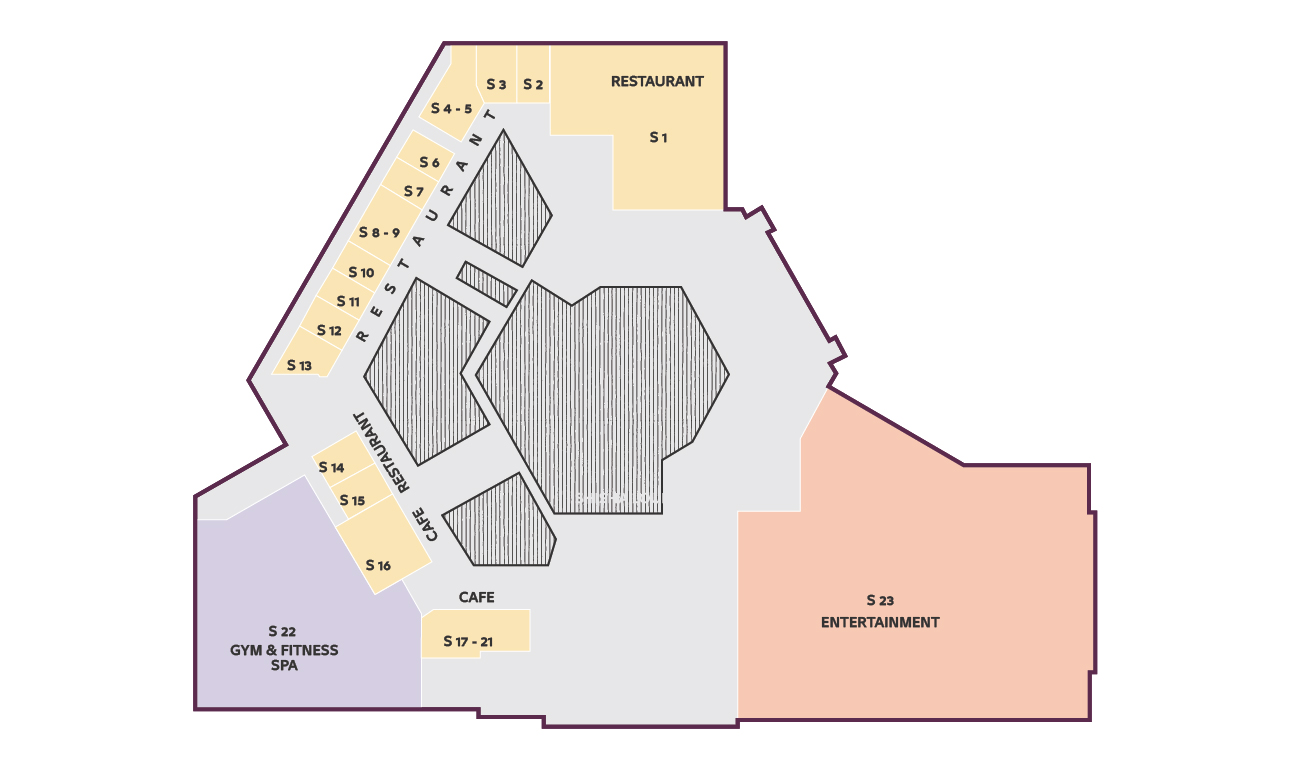 RESTAURANT
S 1
S 2
S 3
S 4 - 5
S 6
S 7
S 8 - 9
S 10
S 11
S 12
S 13
RESTAURANT
RESTAURANT
S 14
S 15
CAFE
S 16
CAFE
S 17 - 21
S 22
GYM & FITNESS
SPA
S 23
ENTERTAINMENT